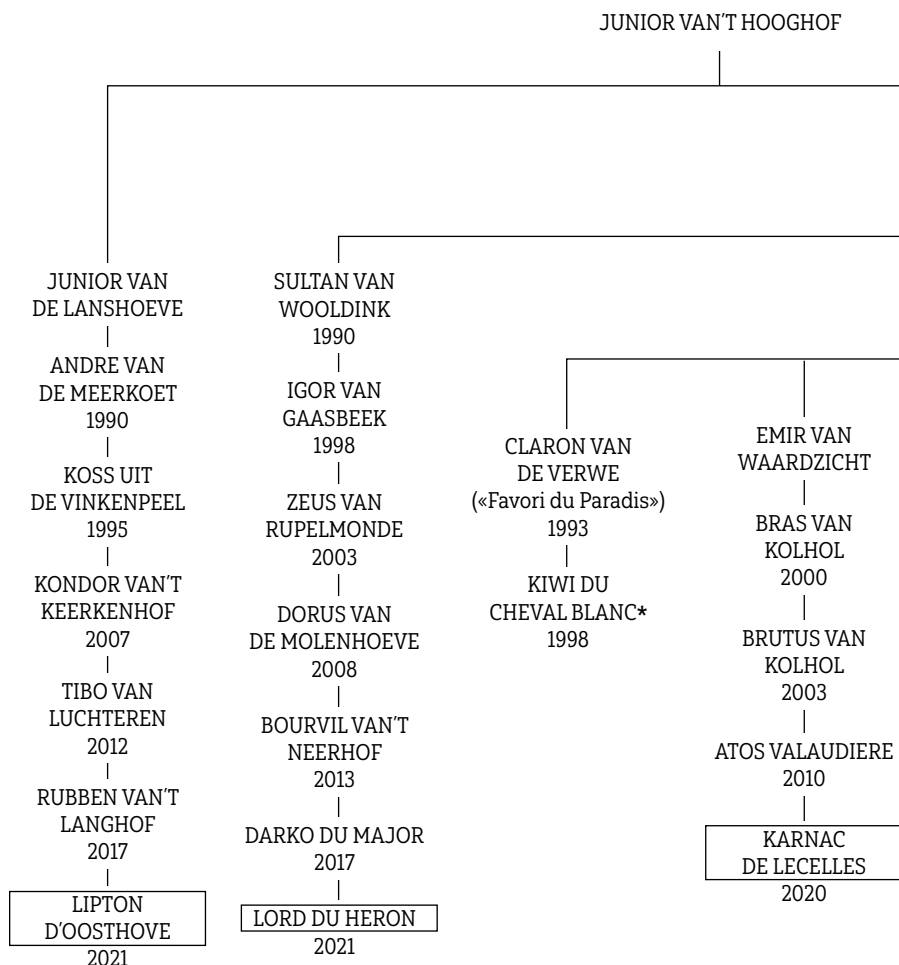 JUNIOR VAN'T HOOGHOF
JUNIOR VAN
DE LANSHOEVE
ANDRE VAN
DE MEERKOET
1990
KOSS UIT
DE VINKENPEEL
1995
KONDOR VAN'T
KEERKENHOF
2007
TIBO VAN
LUCHTEREN
2012
RUBBEN VAN'T
LANGHOF
2017
LIPTON
D'OOSTHOVE
2021
SULTAN VAN
WOOLDINK
1990
IGOR VAN
GAASBEEK
1998
ZEUS VAN
RUPELMONDE
2003
DORUS VAN
DE MOLENHOEVE
2008
BOURVIL VAN'T
NEERHOF
2013
DARKO DU MAJOR
2017
LORD DU HERON
2021
CLARON VAN
DE VERWE
(«Favori du Paradis»)
1993
KIWI DU
CHEVAL BLANC*
1998
EMIR VAN
WAARDZICHT
BRAS VAN
KOLHOL
2000
BRUTUS VAN
KOLHOL
2003
ATOS VALAUDIERE
2010
KARNAC
DE LECELLES
2020